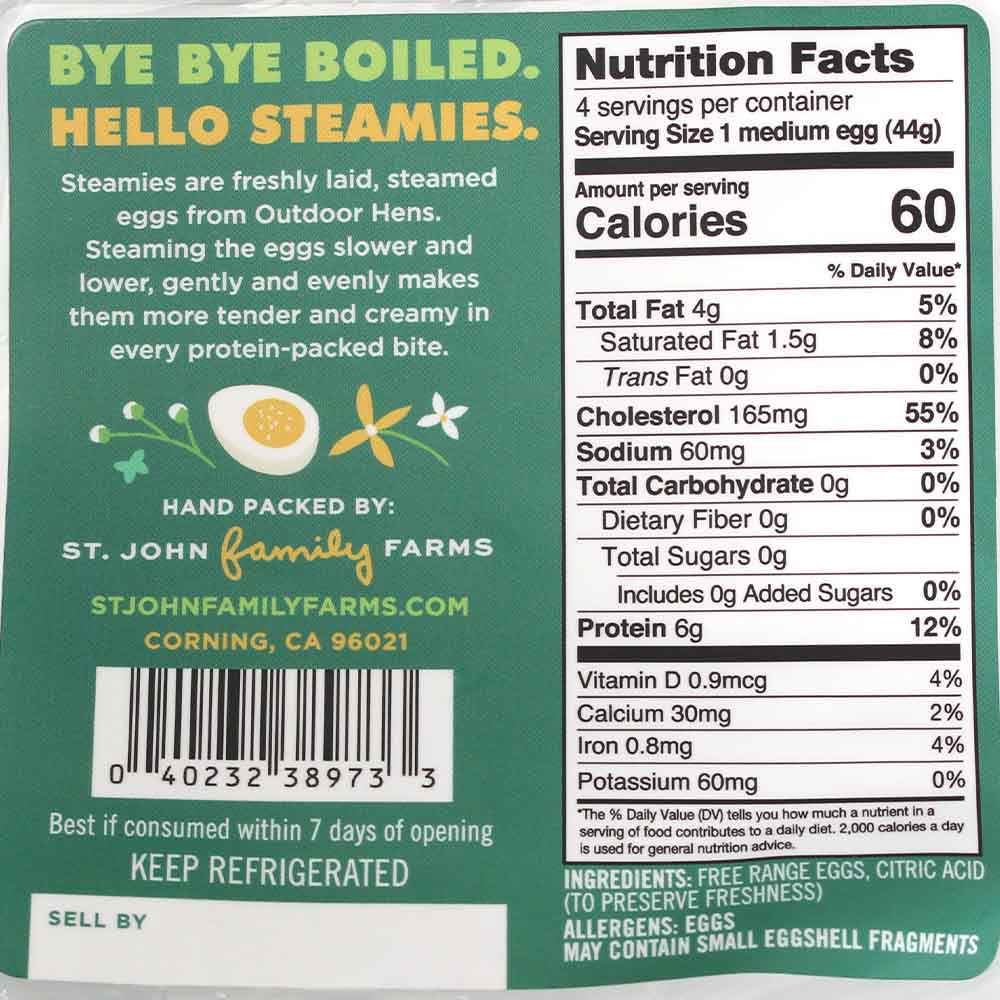 BYE BYE BOILED.
HELLO STEAMIES.
Steamies are freshly laid, steamed
eggs from Outdoor Hens.
Steaming the eggs slower and
lower, gently and evenly makes
them more tender and creamy in
every protein-packed bite.
HAND PACKED BY:
ST. JOHN family FARMS
STJOHNFAMILYFARMS.COM
CORNING, CA 96021
0 40232 38973 3
Best if consumed within 7 days of opening
KEEP REFRIGERATED
SELL BY
Nutrition Facts
4 servings per container
Serving Size 1 medium egg (44g)
Amount per serving
Calories 60
% Daily Value*
Total Fat 4g 5%
Saturated Fat 1.5g 8%
Trans Fat 0g 0%
Cholesterol 165mg 55%
Sodium 60mg 3%
Total Carbohydrate 0g 0%
Dietary Fiber 0g 0%
Total Sugars 0g
Includes 0g Added Sugars 0%
Protein 6g 12%
Vitamin D 0.9mcg 4%
Calcium 30mg 2%
Iron 0.8mg 4%
Potassium 60mg 0%
*The % Daily Value (DV) tells you how much a nutrient in a
serving of food contributes to a daily diet. 2,000 calories a day
is used for general nutrition advice.
INGREDIENTS: FREE RANGE EGGS, CITRIC ACID
(TO PRESERVE FRESHNESS)
ALLERGENS: EGGS
MAY CONTAIN SMALL EGGSHELL FRAGMENTS